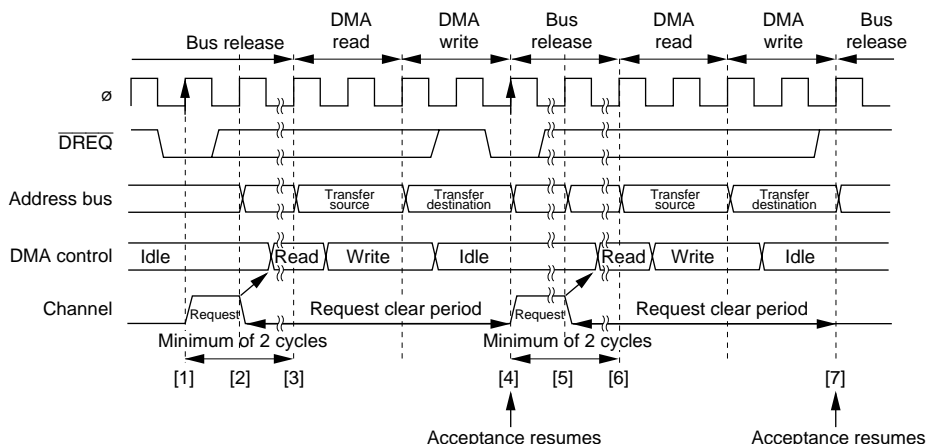 Bus release
DMA read
DMA write
Bus release
DMA read
DMA write
Bus release
ø
DREQ
Address bus
Transfer source
Transfer destination
Transfer source
Transfer destination
DMA control
Idle
Read
Write
Idle
Read
Write
Idle
Channel
Request
Request clear period
Request
Request clear period
Minimum of 2 cycles
Minimum of 2 cycles
[1]
[2]
[3]
[4]
[5]
[6]
[7]
Acceptance resumes
Acceptance resumes